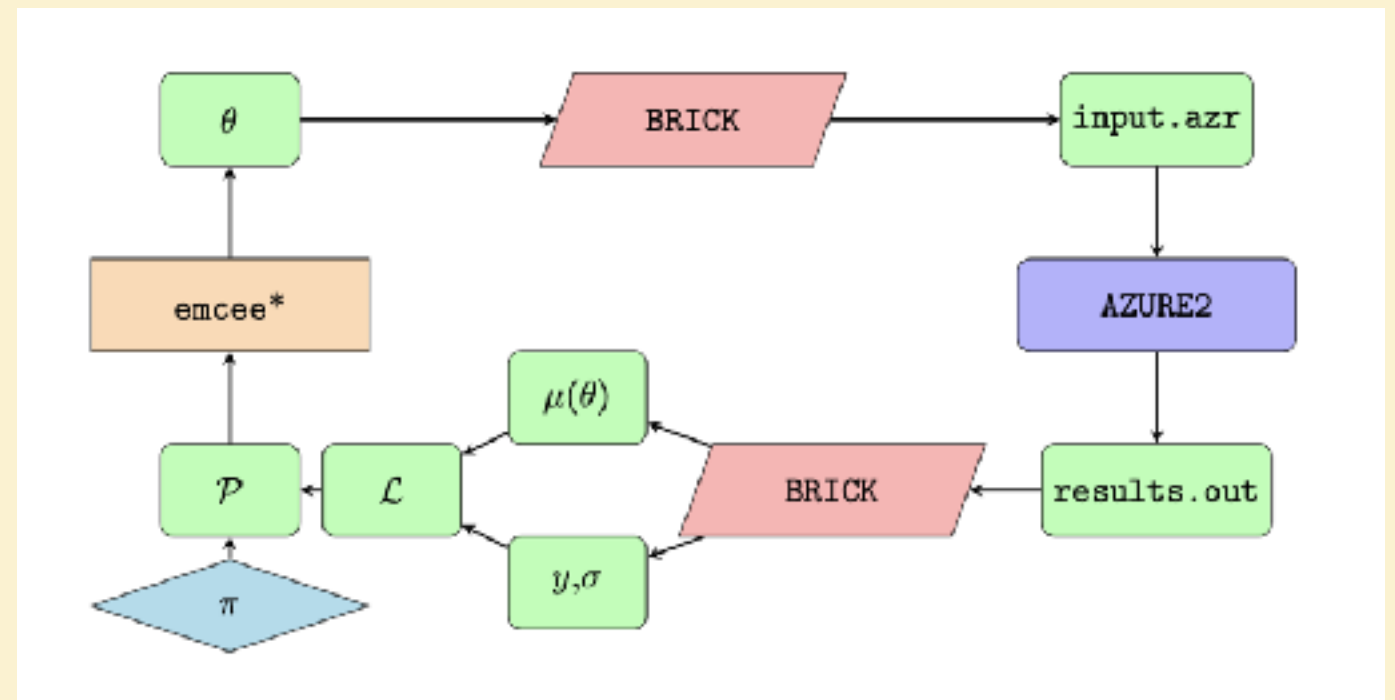 θ
BRICK
input.azr
emcee*
AZURE2
μ(θ)
𝒫
ℒ
BRICK
results.out
y,σ
π